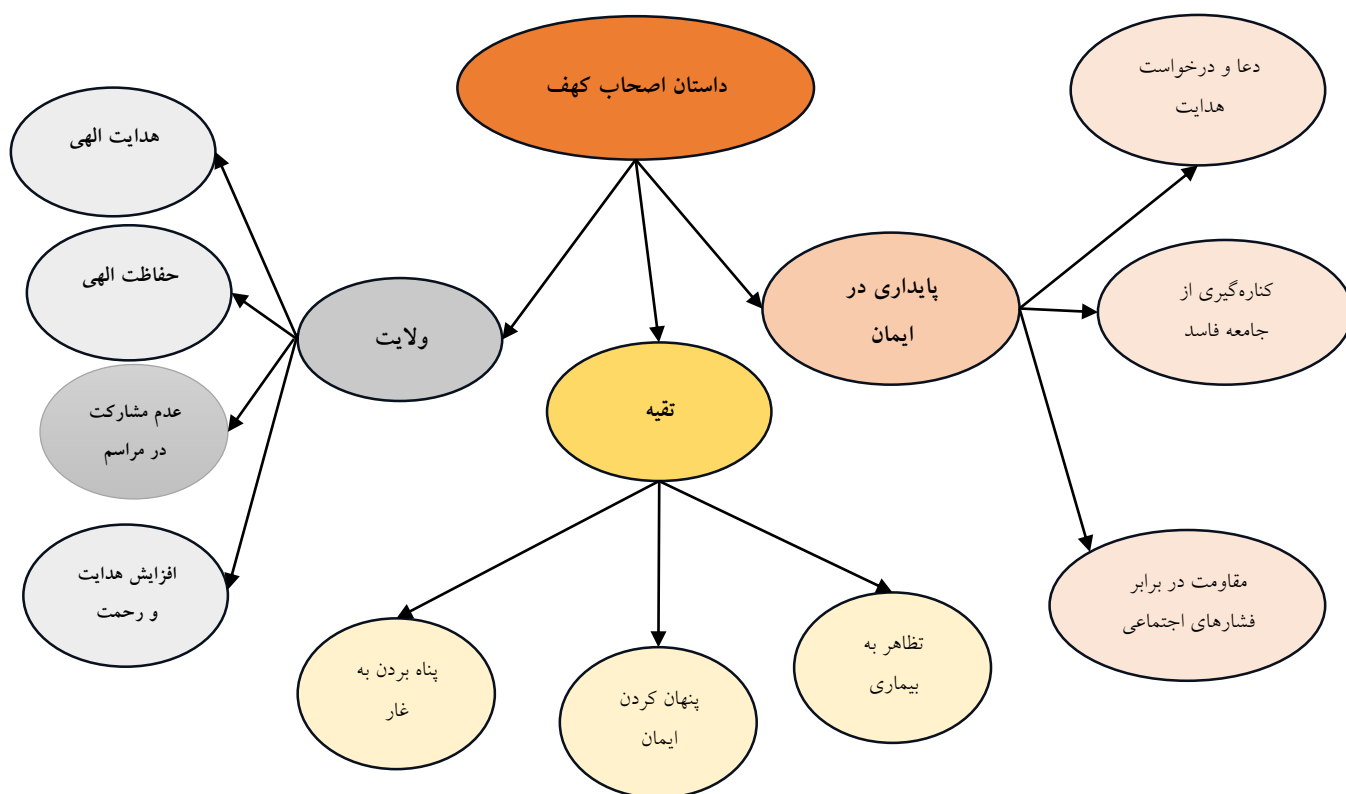 داستان اصحاب کهف
پایداری در
ایمان
دعا و درخواست
هدایت
کناره‌گیری از
جامعه فاسد
مقاومت در برابر
فشارهای اجتماعی
تقیه
تظاهر به
بیماری
پنهان کردن
ایمان
پناه بردن به
غار
ولایت
هدایت الهی
حفاظت الهی
عدم مشارکت
در مراسم
افزایش هدایت
و رحمت